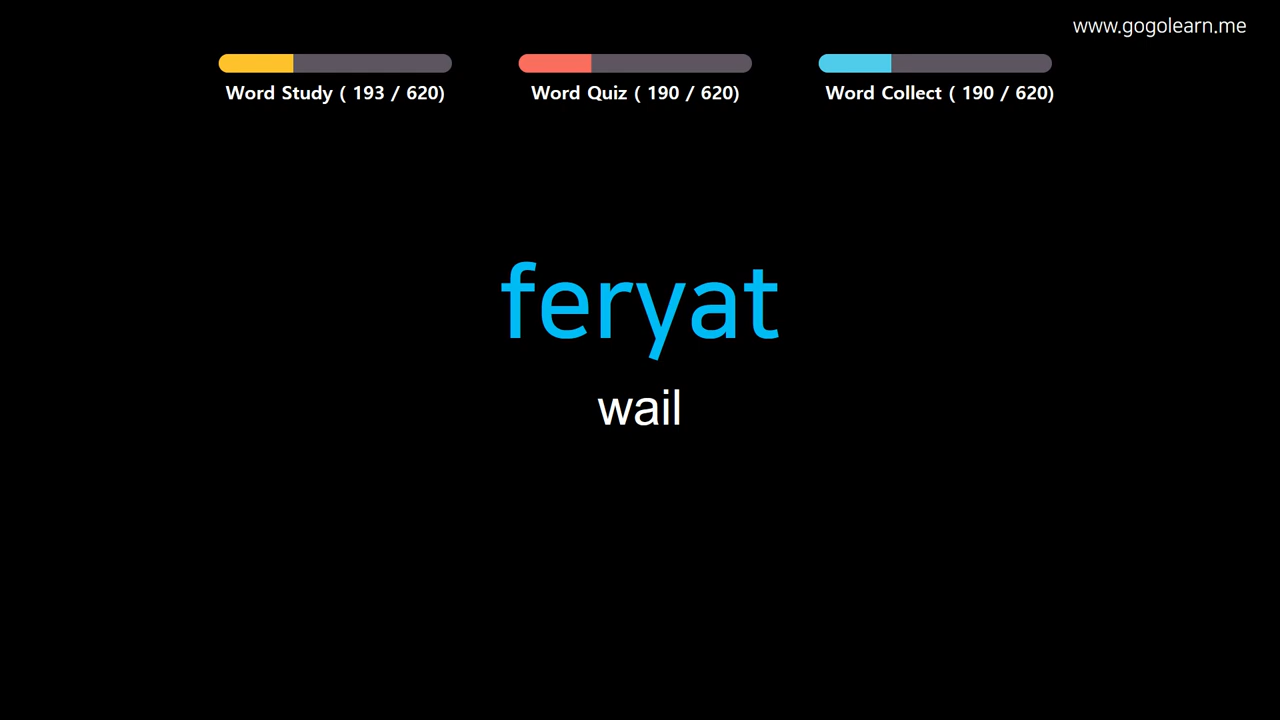 www.gogolearn.me
Word Study ( 193 / 620)
Word Quiz ( 190 / 620)
Word Collect ( 190 / 620)
feryat
wail